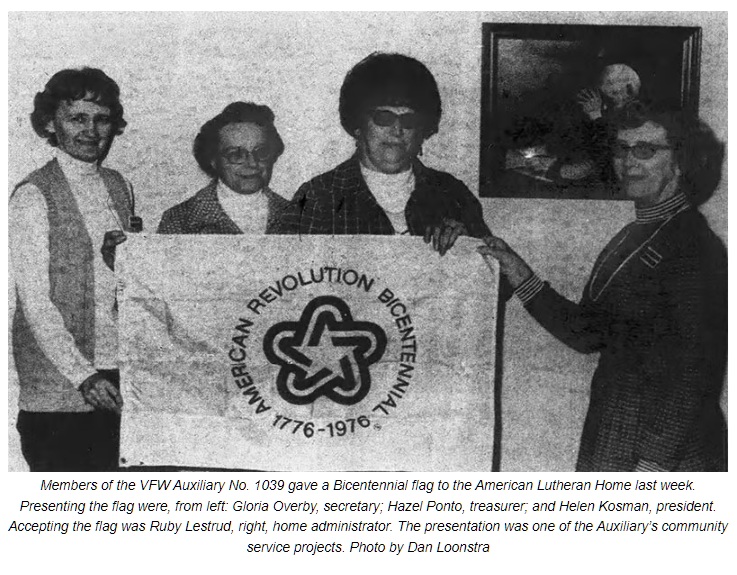 AMERICAN REVOLUTION BICENTENNIAL
1776-1976
Members of the VFW Auxiliary No. 1039 gave a Bicentennial flag to the American Lutheran Home last week.
Presenting the flag were, from left: Gloria Overby, secretary; Hazel Ponto, treasurer; and Helen Kosman, president.
Accepting the flag was Ruby Lestrud, right, home administrator. The presentation was one of the Auxiliary's community
service projects. Photo by Dan Loonstra